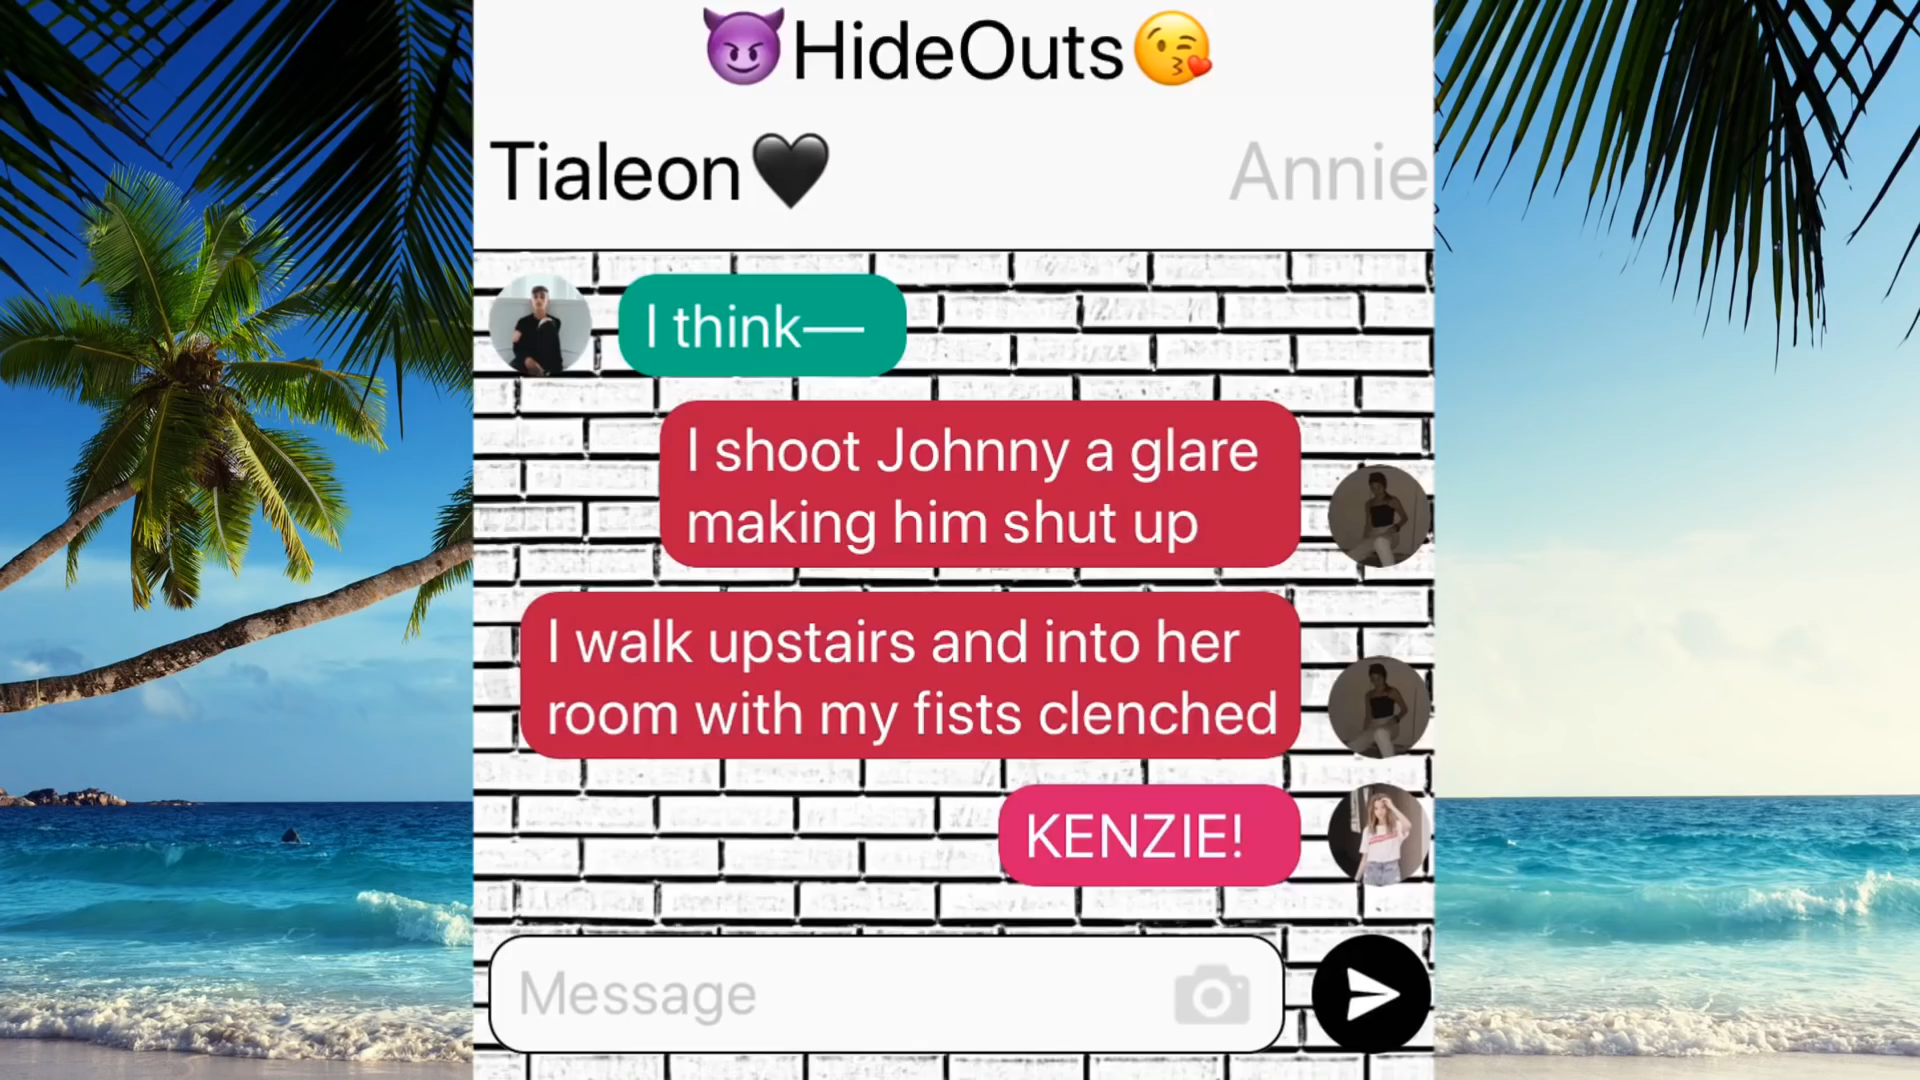 😈HideOuts😘
Tialeon🖤
Annie
I think—
I shoot Johnny a glare
making him shut up
I walk upstairs and into her
room with my fists clenched
KENZIE!
Message